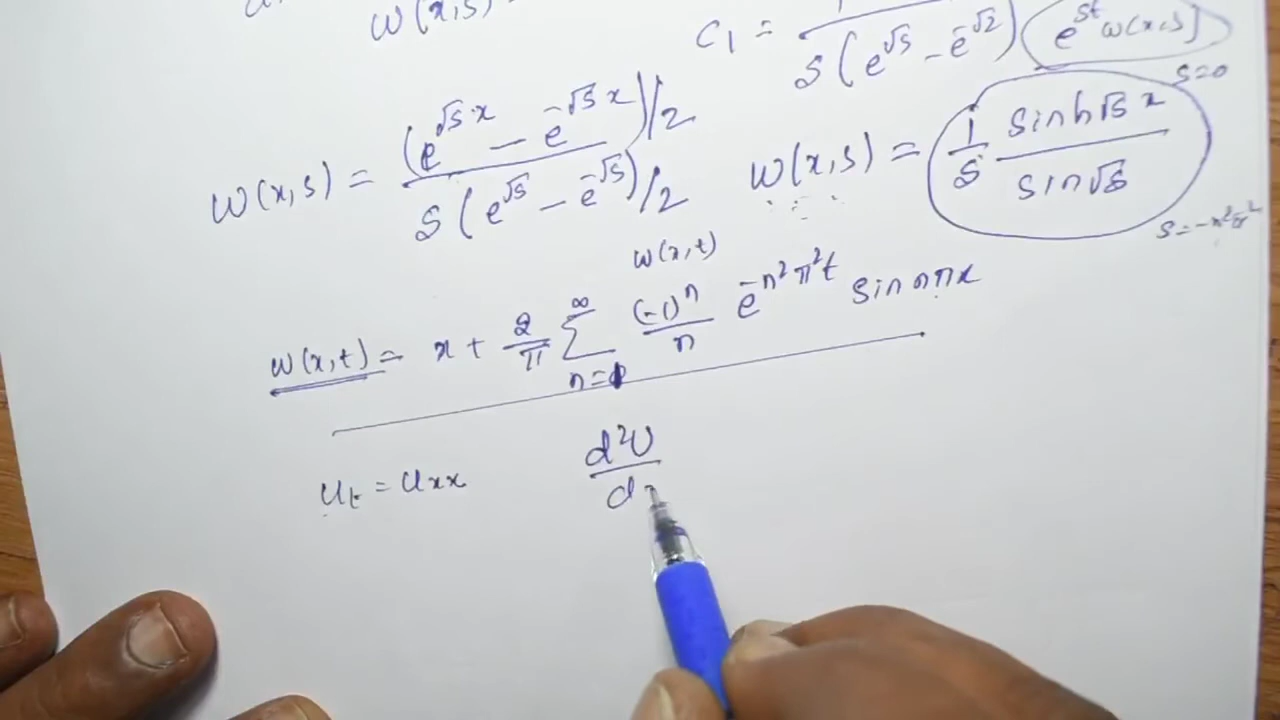 w(x,s)
C₁ = 1/(s(e^√s − e^−√2)) e^st w(x,s)]
s=0
w(x,s) = (e^√s·x − e^−√s x)/2 / s(e^√s − e^−√s)/2
w(x,s) = 1/s sinh√s x / sin√s
s=−n²π²
w(x,t)
w(x,t) = x + 2/π ∑_{n=1}^∞ (−1)^n/n e^−n²π²t sin nπx
u_t = u_xx
d²U/d